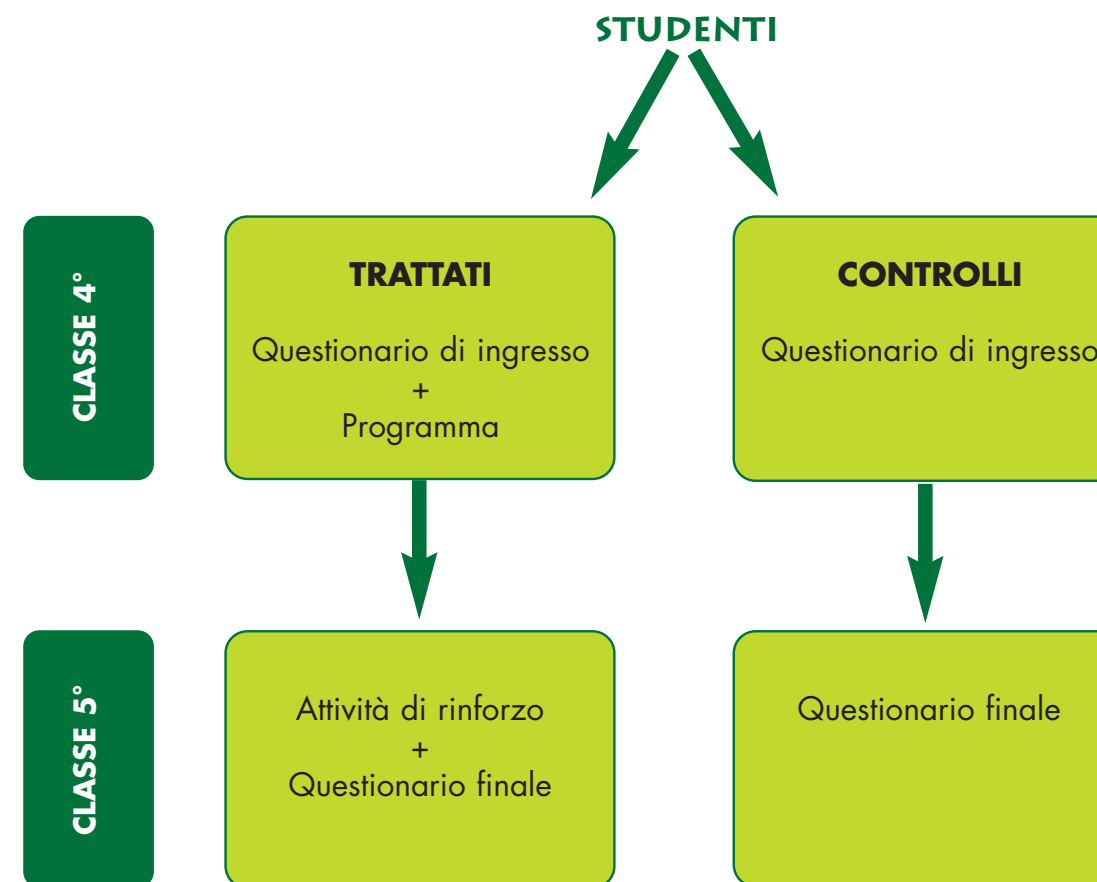 STUDENTI
CLASSE 4°
TRATTATI
Questionario di ingresso
+
Programma
CONTROLLI
Questionario di ingresso
CLASSE 5°
Attività di rinforzo
+
Questionario finale
Questionario finale